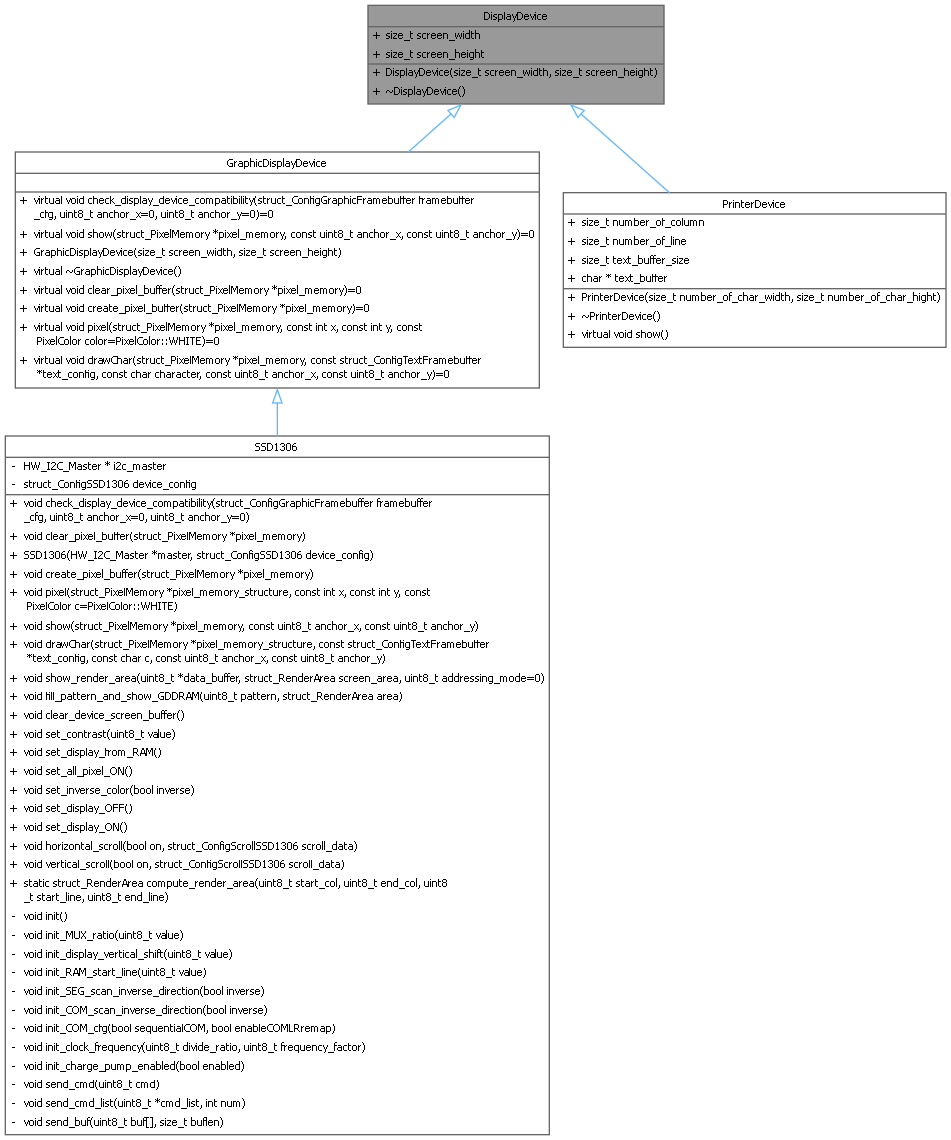 DisplayDevice
+ size_t screen_width
+ size_t screen_height
+ DisplayDevice(size_t screen_width, size_t screen_height)
+ ~DisplayDevice()
GraphicDisplayDevice
+ virtual void check_display_device_compatibility(struct_ConfigGraphicFramebuffer framebuffer
_cfg, uint8_t anchor_x=0, uint8_t anchor_y=0)=0
+ virtual void show(struct_PixelMemory *pixel_memory, const uint8_t anchor_x, const uint8_t anchor_y)=0
+ GraphicDisplayDevice(size_t screen_width, size_t screen_height)
+ virtual ~GraphicDisplayDevice()
+ virtual void clear_pixel_buffer(struct_PixelMemory *pixel_memory)=0
+ virtual void create_pixel_buffer(struct_PixelMemory *pixel_memory)=0
+ virtual void pixel(struct_PixelMemory *pixel_memory, const int x, const int y, const
PixelColor color=PixelColor::WHITE)=0
+ virtual void drawChar(struct_PixelMemory *pixel_memory, const struct_ConfigTextFramebuffer
*text_config, const char character, const uint8_t anchor_x, const uint8_t anchor_y)=0
PrinterDevice
+ size_t number_of_column
+ size_t number_of_line
+ size_t text_buffer_size
+ char * text_buffer
+ PrinterDevice(size_t number_of_char_width, size_t number_of_char_hight)
+ ~PrinterDevice()
+ virtual void show()
SSD1306
- HW_I2C_Master * i2c_master
- struct_ConfigSSD1306 device_config
+ void check_display_device_compatibility(struct_ConfigGraphicFramebuffer framebuffer
_cfg, uint8_t anchor_x=0, uint8_t anchor_y=0)
+ void clear_pixel_buffer(struct_PixelMemory *pixel_memory)
+ SSD1306(HW_I2C_Master *master, struct_ConfigSSD1306 device_config)
+ void create_pixel_buffer(struct_PixelMemory *pixel_memory)
+ void pixel(struct_PixelMemory *pixel_memory_structure, const int x, const int y, const
PixelColor c=PixelColor::WHITE)
+ void show(struct_PixelMemory *pixel_memory, const uint8_t anchor_x, const uint8_t anchor_y)
+ void drawChar(struct_PixelMemory *pixel_memory_structure, const struct_ConfigTextFramebuffer
*text_config, const char c, const uint8_t anchor_x, const uint8_t anchor_y)
+ void show_render_area(uint8_t *data_buffer, struct_RenderArea screen_area, uint8_t addressing_mode=0)
+ void fill_pattern_and_show_GDDRAM(uint8_t pattern, struct_RenderArea area)
+ void clear_device_screen_buffer()
+ void set_contrast(uint8_t value)
+ void set_display_from_RAM()
+ void set_all_pixel_ON()
+ void set_inverse_color(bool inverse)
+ void set_display_OFF()
+ void set_display_ON()
+ void horizontal_scroll(bool on, struct_ConfigScrollSSD1306 scroll_data)
+ void vertical_scroll(bool on, struct_ConfigScrollSSD1306 scroll_data)
+ static struct_RenderArea compute_render_area(uint8_t start_col, uint8_t end_col, uint8
_t start_line, uint8_t end_line)
- void init()
- void init_MUX_ratio(uint8_t value)
- void init_display_vertical_shift(uint8_t value)
- void init_RAM_start_line(uint8_t value)
- void init_SEG_scan_inverse_direction(bool inverse)
- void init_COM_scan_inverse_direction(bool inverse)
- void init_COM_cfg(bool sequentialCOM, bool enableCOMLRremap)
- void init_clock_frequency(uint8_t divide_ratio, uint8_t frequency_factor)
- void init_charge_pump_enabled(bool enabled)
- void send_cmd(uint8_t cmd)
- void send_cmd_list(uint8_t *cmd_list, int num)
- void send_buf(uint8_t buf[], size_t buflen)